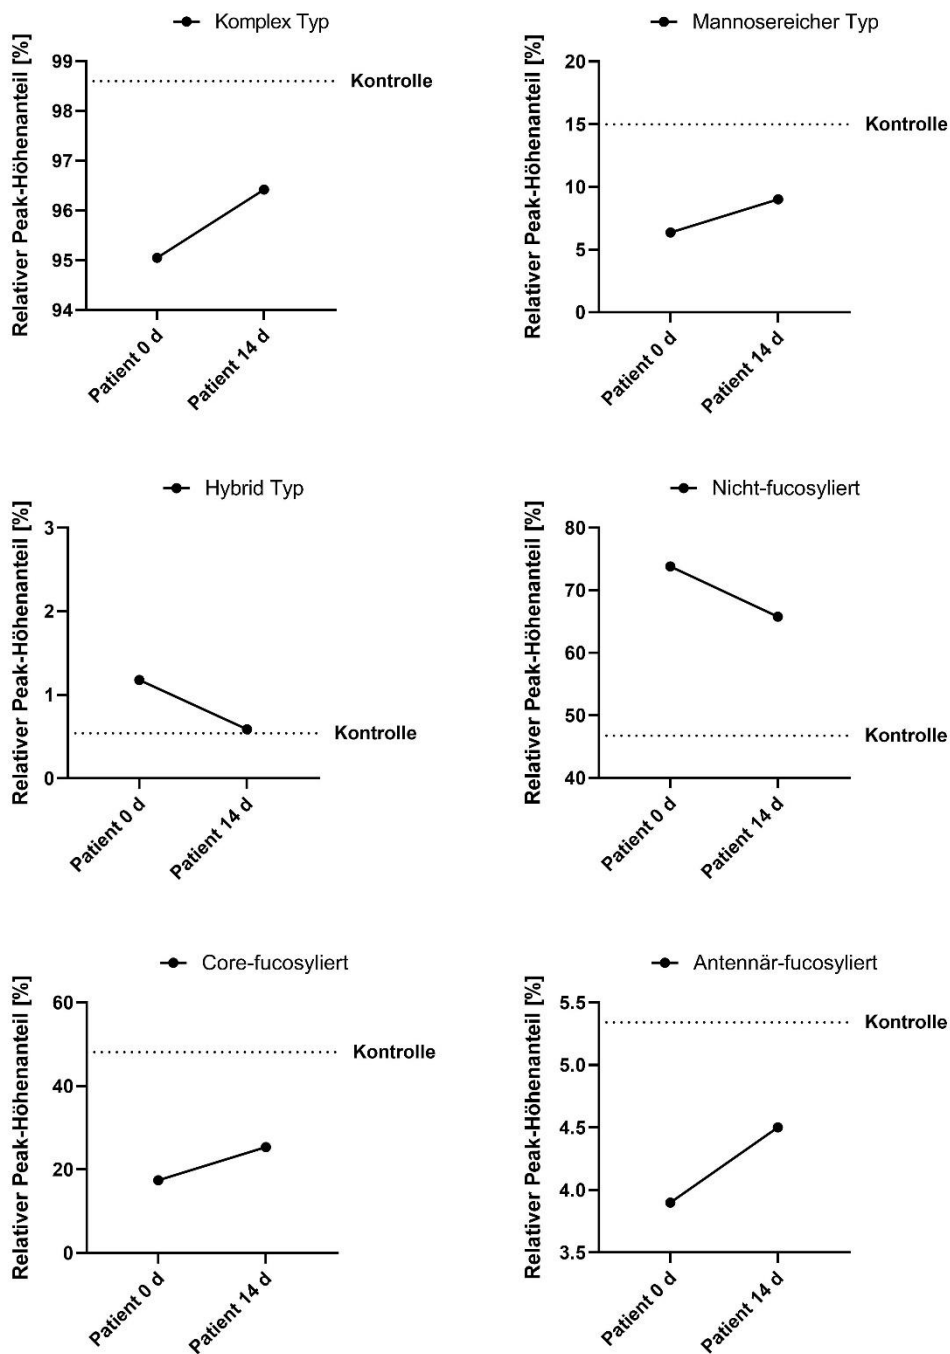 Komplex Typ
Relativer Peak-Höhenanteil [%]
99
98
97
96
95
94
Kontrolle
Patient 0 d
Patient 14 d
Mannosereicher Typ
Relativer Peak-Höhenanteil [%]
20
15
10
5
0
Kontrolle
Patient 0 d
Patient 14 d
Hybrid Typ
Relativer Peak-Höhenanteil [%]
3
2
1
0
Kontrolle
Patient 0 d
Patient 14 d
Nicht-fucosyliert
Relativer Peak-Höhenanteil [%]
80
70
60
50
40
Kontrolle
Patient 0 d
Patient 14 d
Core-fucosyliert
Relativer Peak-Höhenanteil [%]
60
40
20
0
Kontrolle
Patient 0 d
Patient 14 d
Antennär-fucosyliert
Relativer Peak-Höhenanteil [%]
5.5
5.0
4.5
4.0
3.5
Kontrolle
Patient 0 d
Patient 14 d